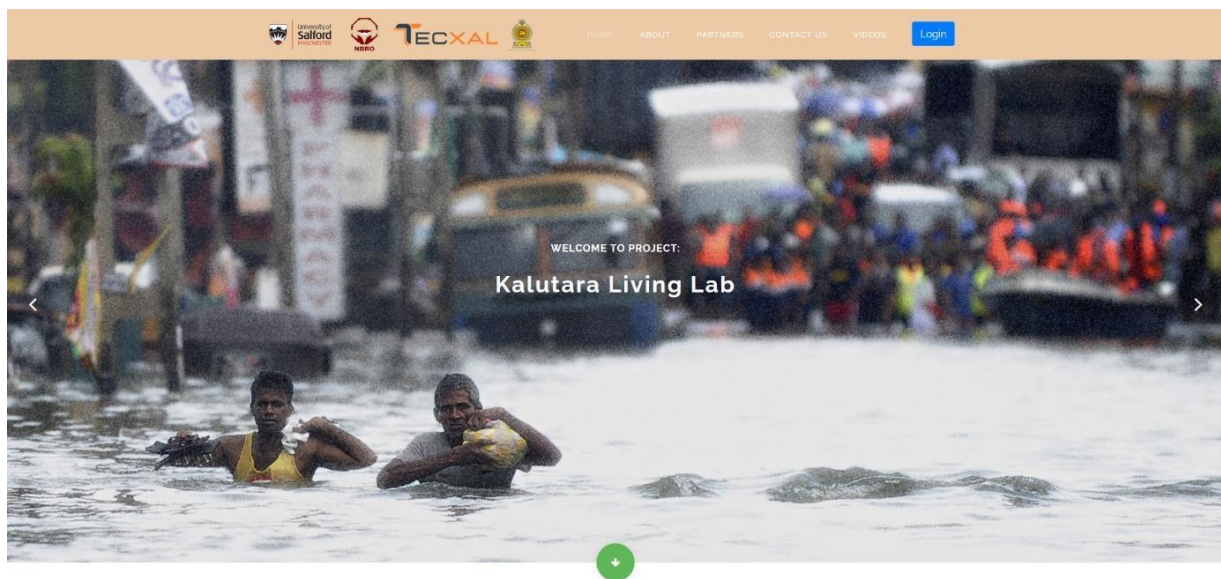 University of
Salford
MANCHESTER
NBRO
TECXAL
HOME
ABOUT
PARTNERS
CONTACT US
VIDEOS
Login
WELCOME TO PROJECT:
Kalutara Living Lab